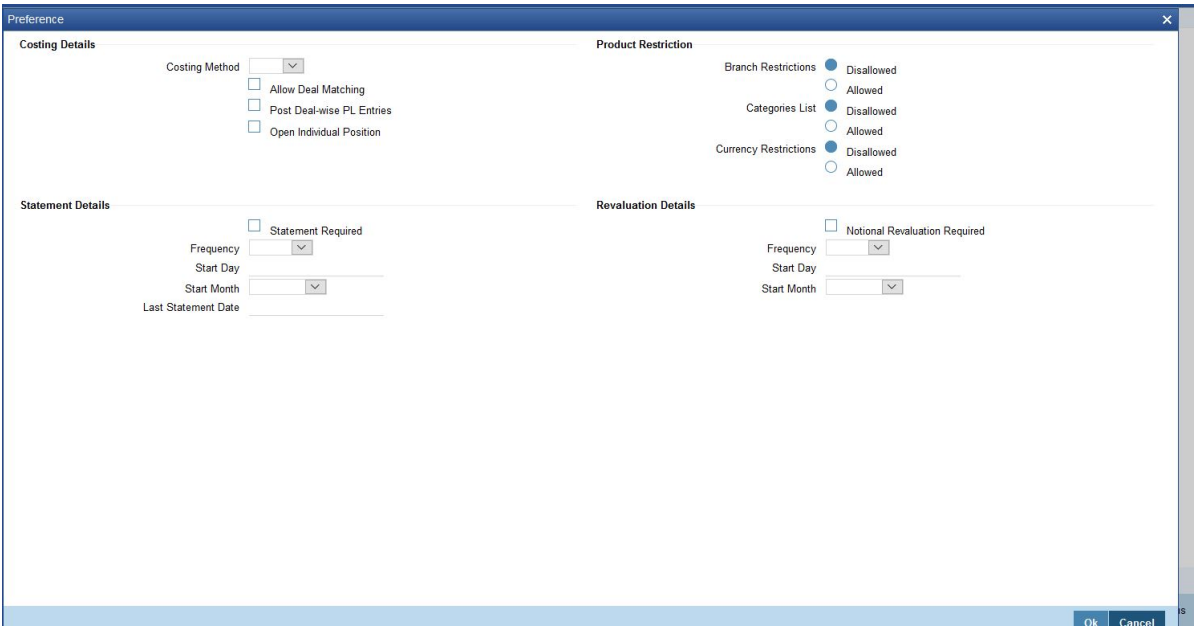 Preference
Costing Details
Costing Method
Allow Deal Matching
Post Deal-wise PL Entries
Open Individual Position
Product Restriction
Branch Restrictions Disallowed
Allowed
Categories List Disallowed
Allowed
Currency Restrictions Disallowed
Allowed
Statement Details
Statement Required
Frequency
Start Day
Start Month
Last Statement Date
Revaluation Details
Notional Revaluation Required
Frequency
Start Day
Start Month
Ok Cancel